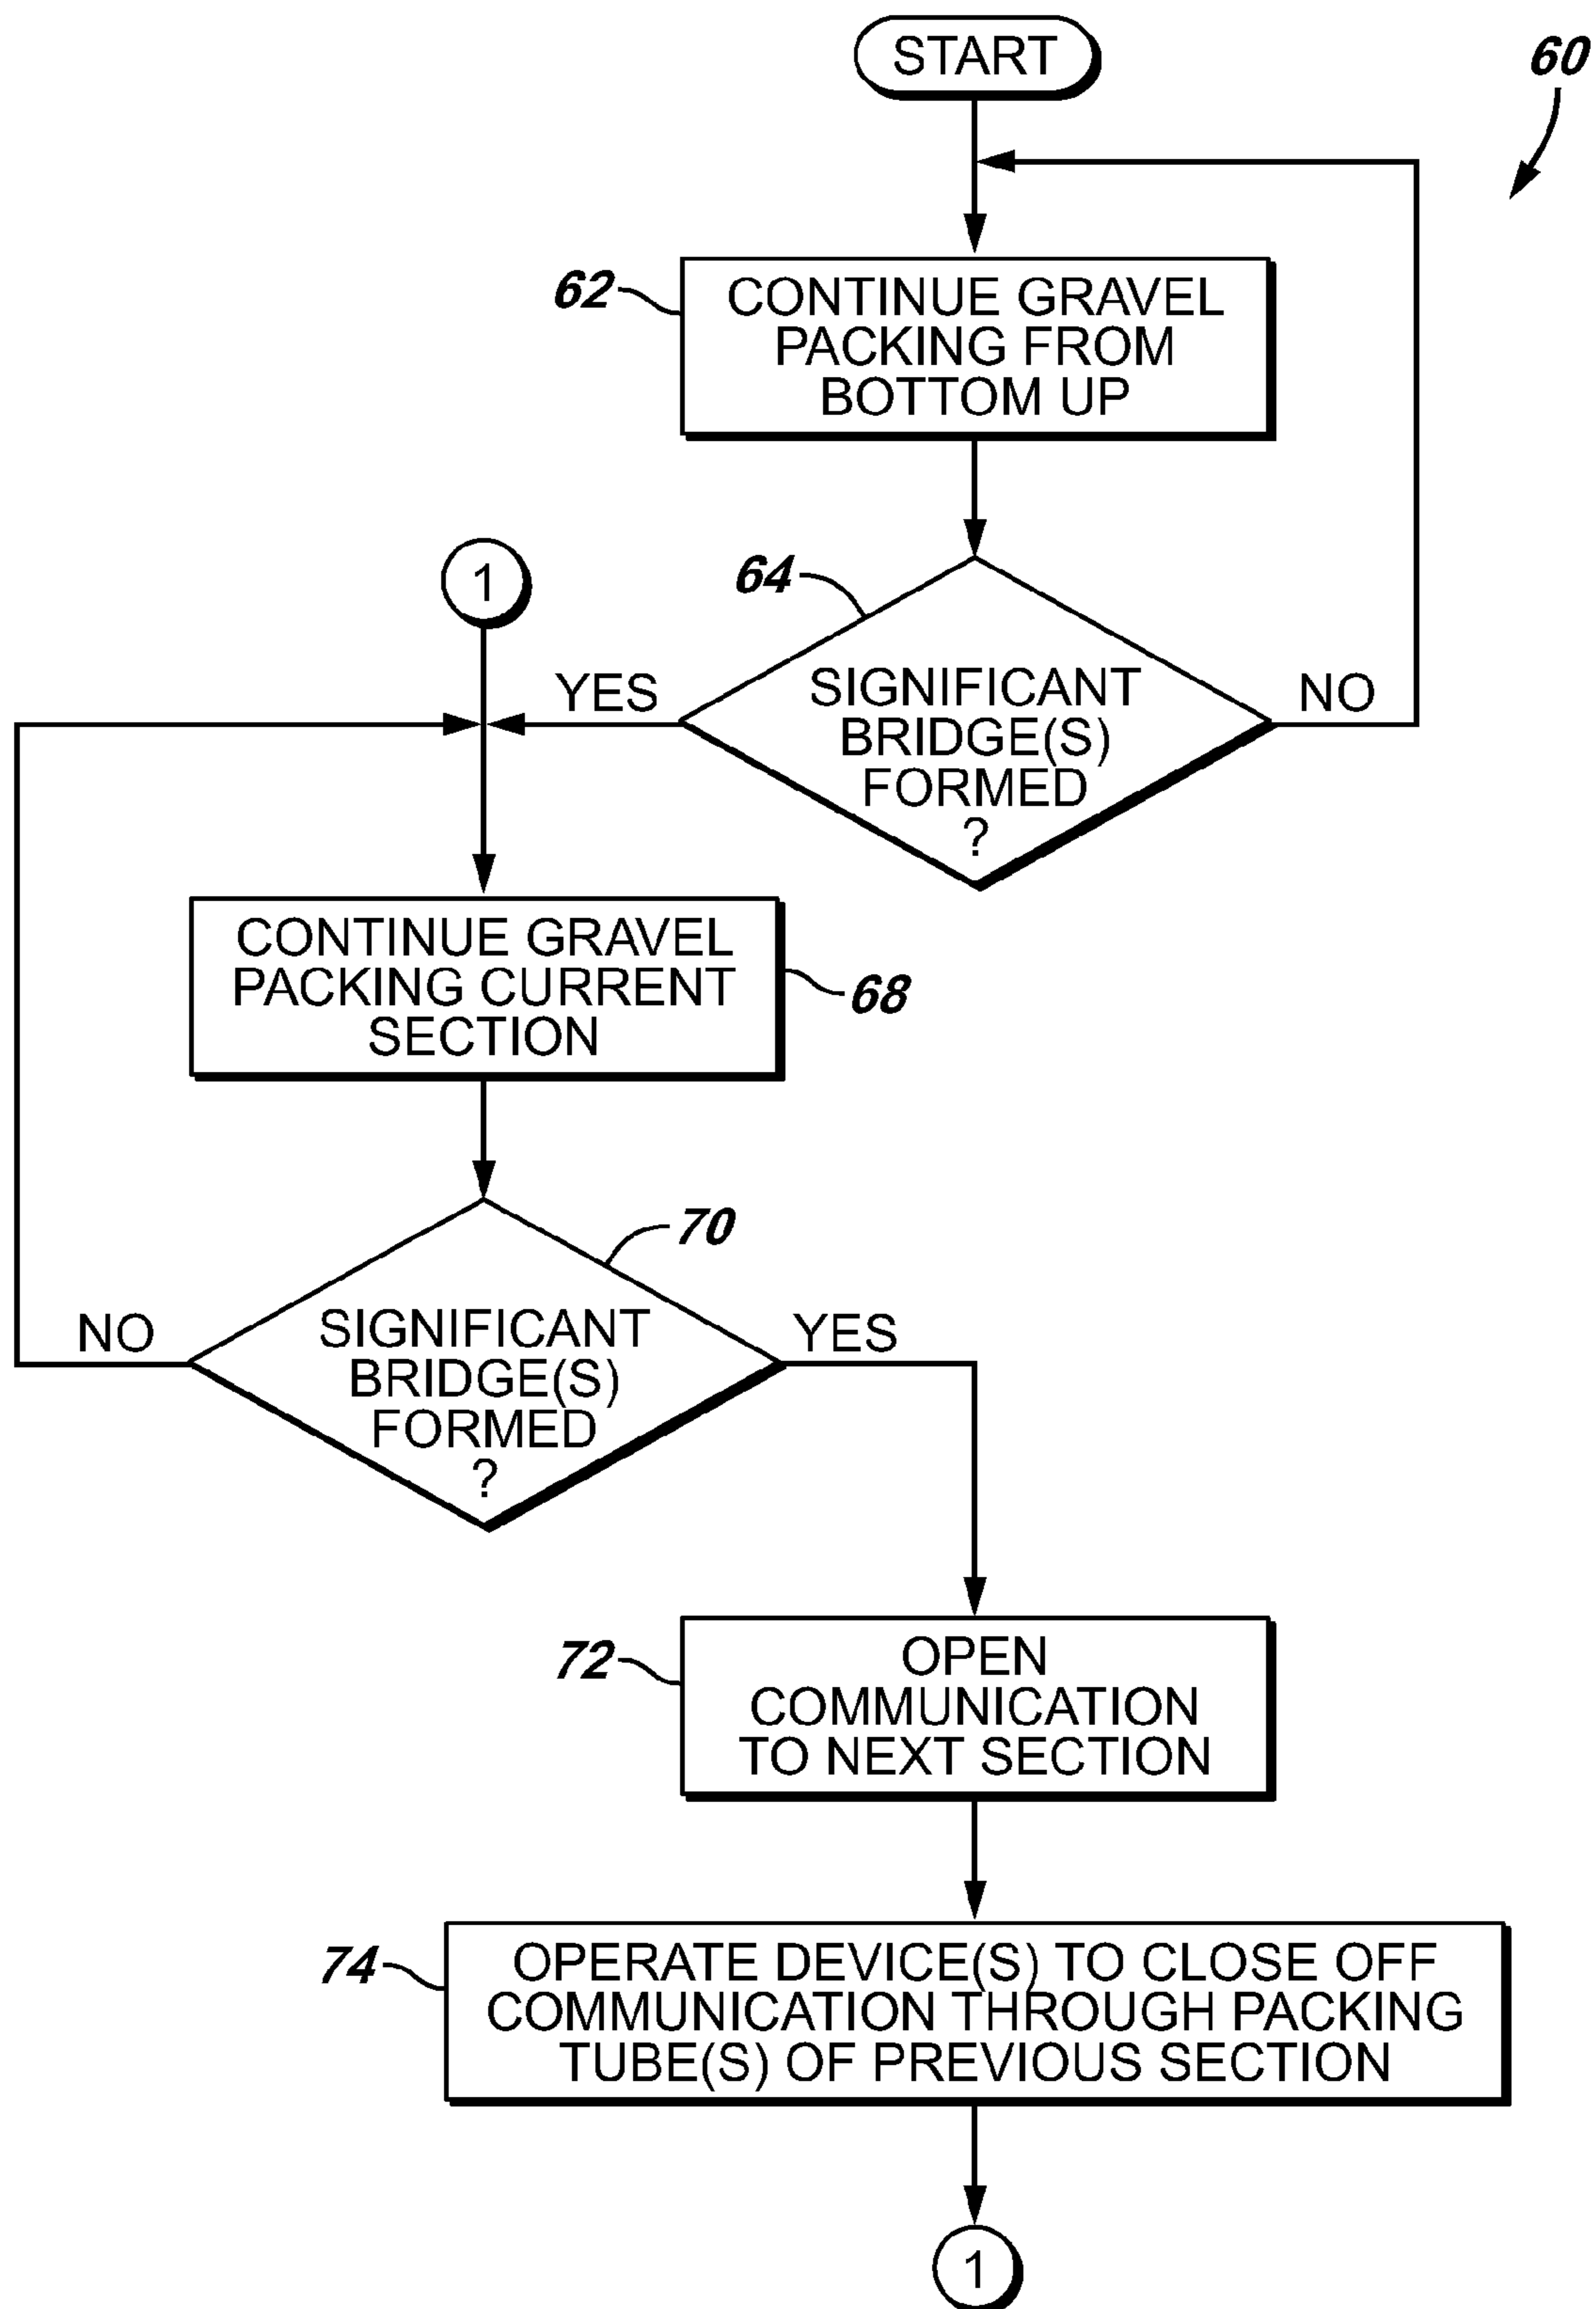 START
60
62
CONTINUE GRAVEL
PACKING FROM
BOTTOM UP
1
64
YES
SIGNIFICANT
BRIDGE(S)
FORMED
?
NO
CONTINUE GRAVEL
PACKING CURRENT
SECTION
68
70
NO
SIGNIFICANT
BRIDGE(S)
FORMED
?
YES
72
OPEN
COMMUNICATION
TO NEXT SECTION
74
OPERATE DEVICE(S) TO CLOSE OFF
COMMUNICATION THROUGH PACKING
TUBE(S) OF PREVIOUS SECTION
1